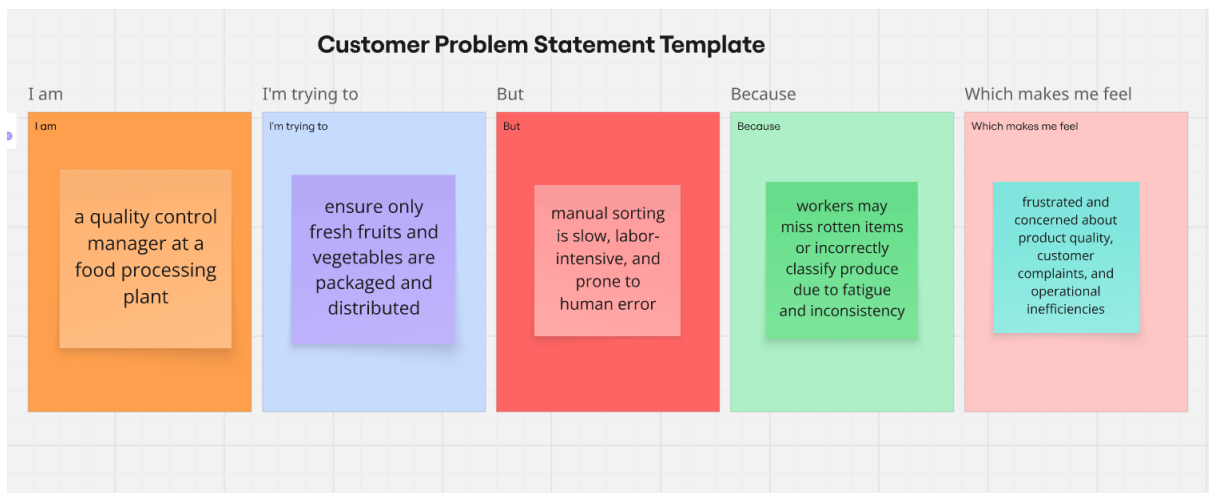 Customer Problem Statement Template
I am
I'm trying to
But
Because
Which makes me feel
I am
a quality control
manager at a
food processing
plant
I'm trying to
ensure only
fresh fruits and
vegetables are
packaged and
distributed
But
manual sorting
is slow, labor-
intensive, and
prone to
human error
Because
workers may
miss rotten items
or incorrectly
classify produce
due to fatigue
and inconsistency
Which makes me feel
frustrated and
concerned about
product quality,
customer
complaints, and
operational
inefficiencies